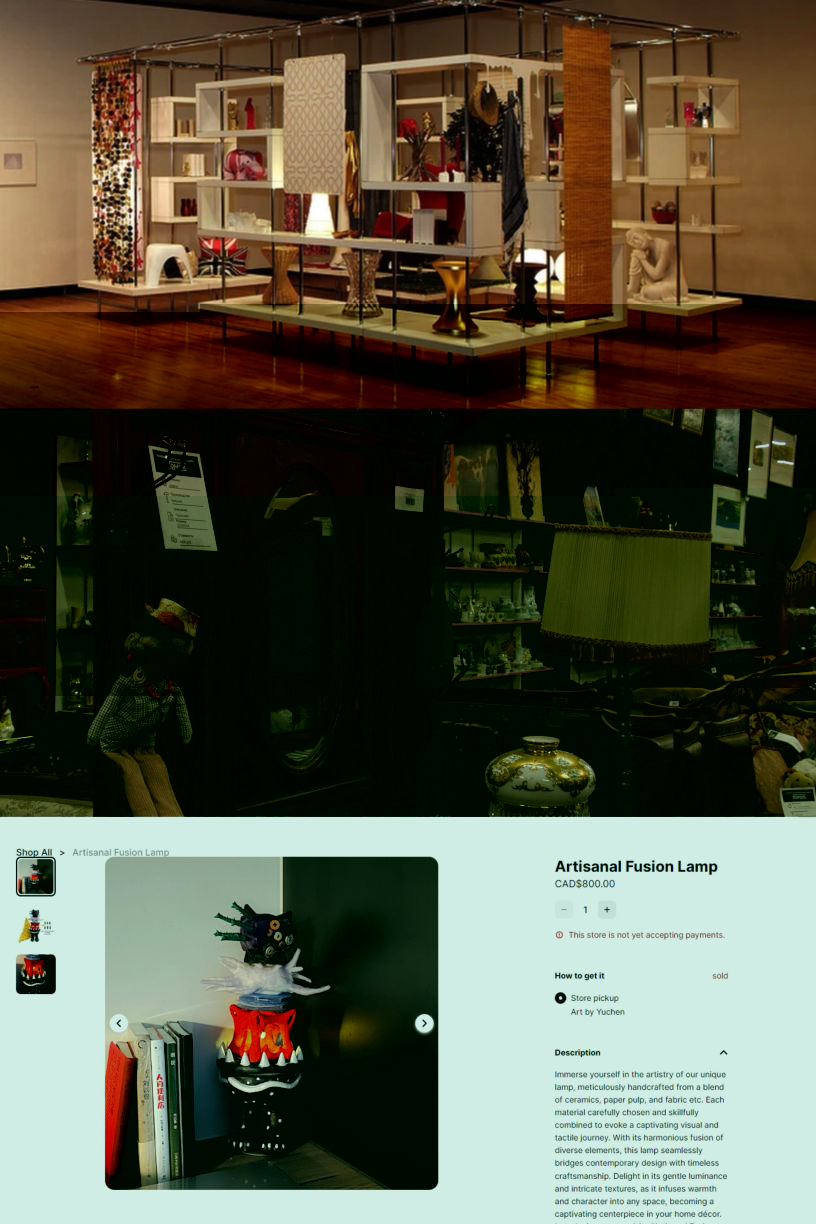 Shop All > Artisanal Fusion Lamp
Artisanal Fusion Lamp
CAD$800.00
− 1 +
This store is not yet accepting payments.
How to get it sold
Store pickup
Art by Yuchen
Description
Immerse yourself in the artistry of our unique
lamp, meticulously handcrafted from a blend
of ceramics, paper pulp, and fabric etc. Each
material carefully chosen and skillfully
combined to evoke a captivating visual and
tactile journey. With its harmonious fusion of
diverse elements, this lamp seamlessly
bridges contemporary design with timeless
craftsmanship. Delight in its gentle luminance
and intricate textures, as it infuses warmth
and character into any space, becoming a
captivating centerpiece in your home décor.